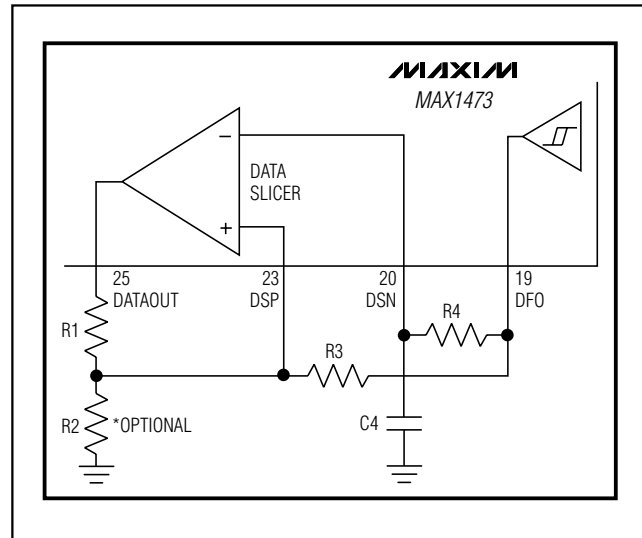 MAXIM
MAX1473
−
DATA
SLICER
+
25
DATAOUT
23
DSP
20
DSN
19
DFO
R1
R3
R4
R2
*OPTIONAL
C4